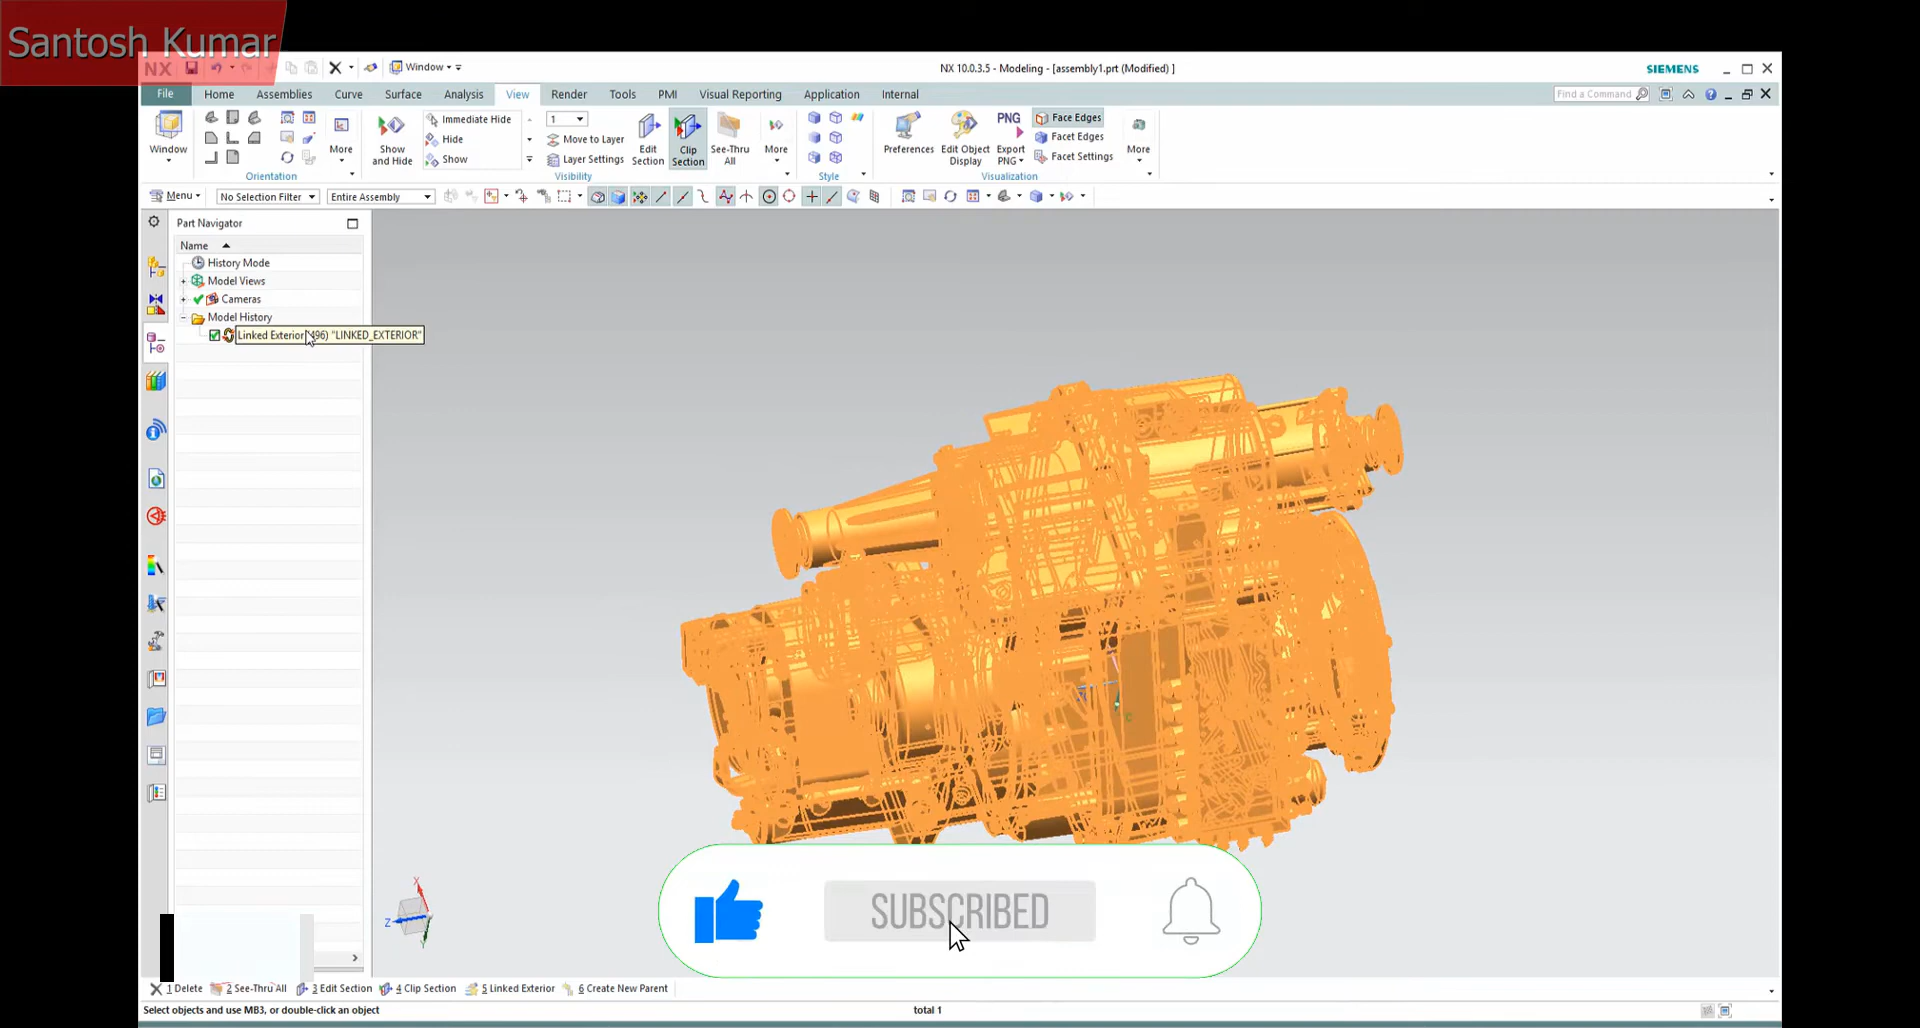 Santosh Kumar
NX Window
NX 10.0.3.5 - Modeling - [assembly1.prt (Modified) ]
SIEMENS
File Home Assemblies Curve Surface Analysis View Render Tools PMI Visual Reporting Application Internal
Find a Command
Window
More
Show and Hide
Immediate Hide
Hide
Show
1
Move to Layer
Layer Settings
Edit Section
Clip Section
See-Thru All
More
Preferences
Edit Object Display
PNG
Export PNG
Face Edges
Facet Edges
Facet Settings
More
Orientation Visibility Style Visualization
Menu No Selection Filter Entire Assembly
Part Navigator
Name
History Mode
Model Views
Cameras
Model History
Linked Exterior 496) "LINKED_EXTERIOR"
X
Z
Y
SUBSCRIBED
1 Delete 2 See-Thru All 3 Edit Section 4 Clip Section 5 Linked Exterior 6 Create New Parent
Select objects and use MB3, or double-click an object
total 1